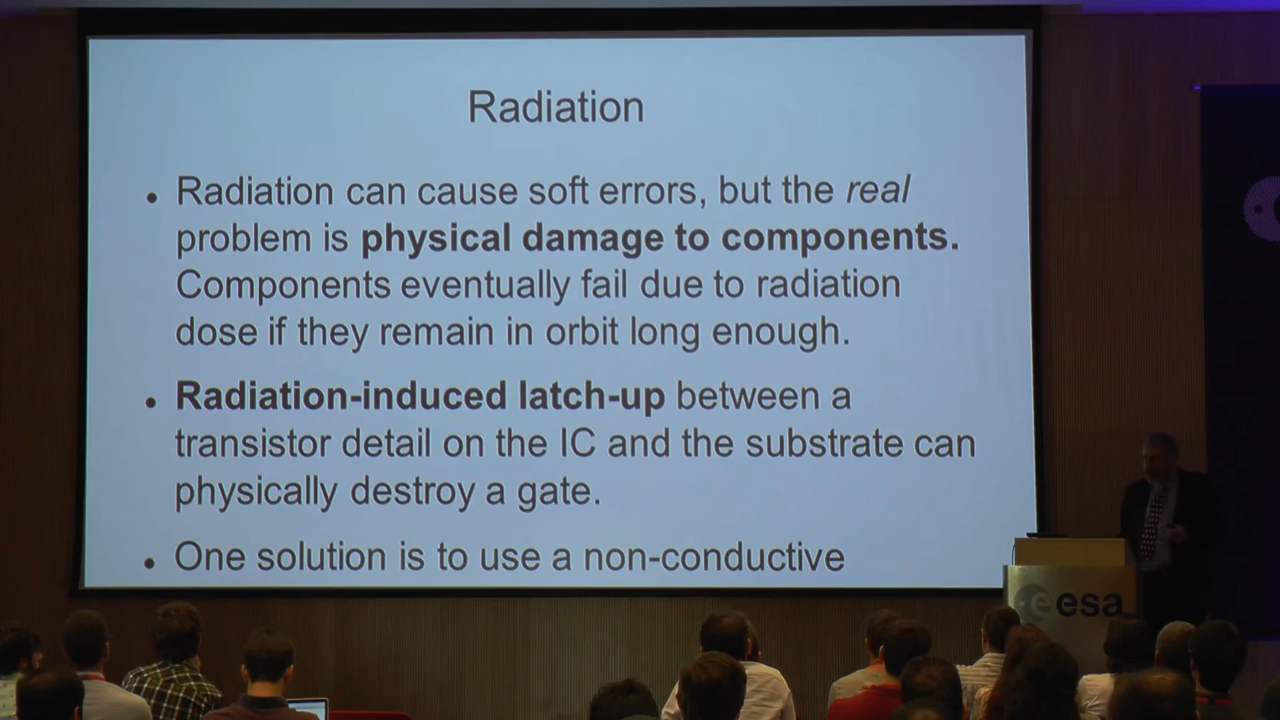 Radiation
• Radiation can cause soft errors, but the real
problem is physical damage to components.
Components eventually fail due to radiation
dose if they remain in orbit long enough.
• Radiation-induced latch-up between a
transistor detail on the IC and the substrate can
physically destroy a gate.
• One solution is to use a non-conductive
esa